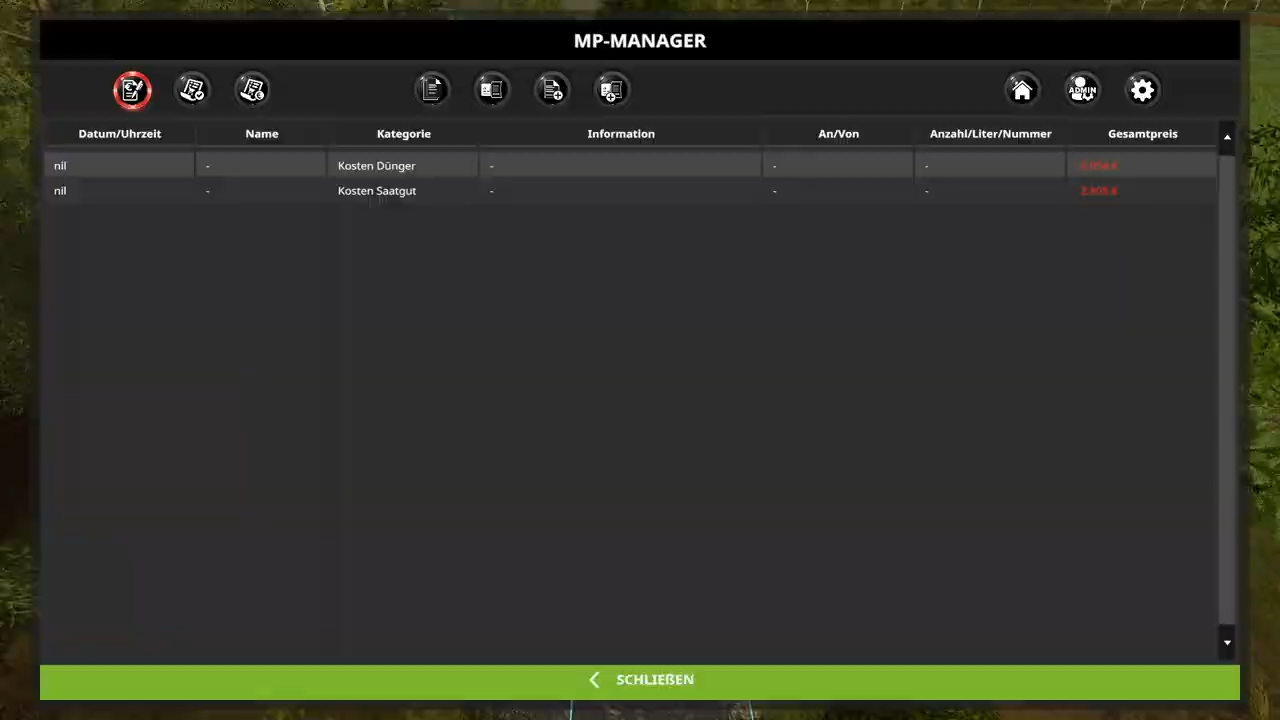 MP-MANAGER
ADMIN
Datum/Uhrzeit Name Kategorie Information An/Von Anzahl/Liter/Nummer Gesamtpreis
nil - Kosten Dünger - - -
nil - Kosten Saatgut - - -
SCHLIEẞEN